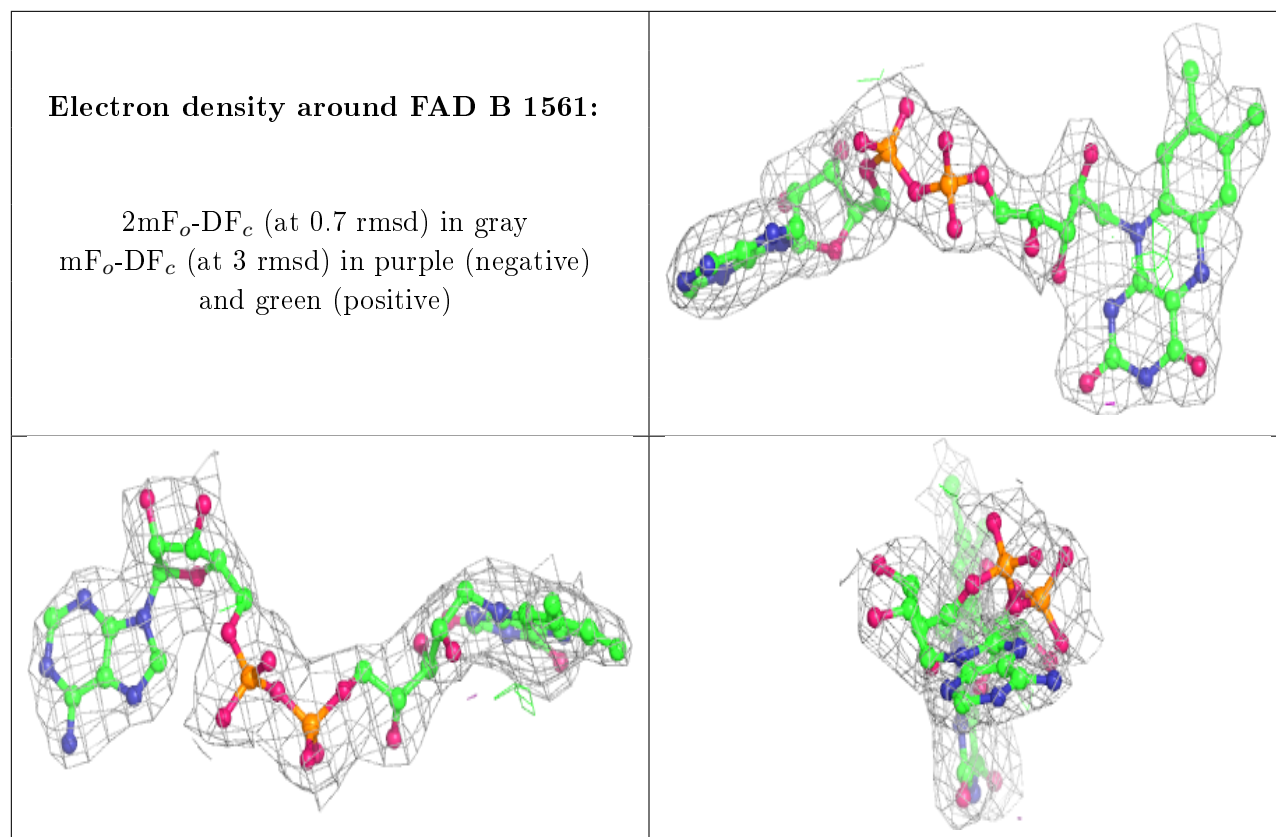 Electron density around FAD B 1561:
2mFo-DFc (at 0.7 rmsd) in gray
mFo-DFc (at 3 rmsd) in purple (negative)
and green (positive)